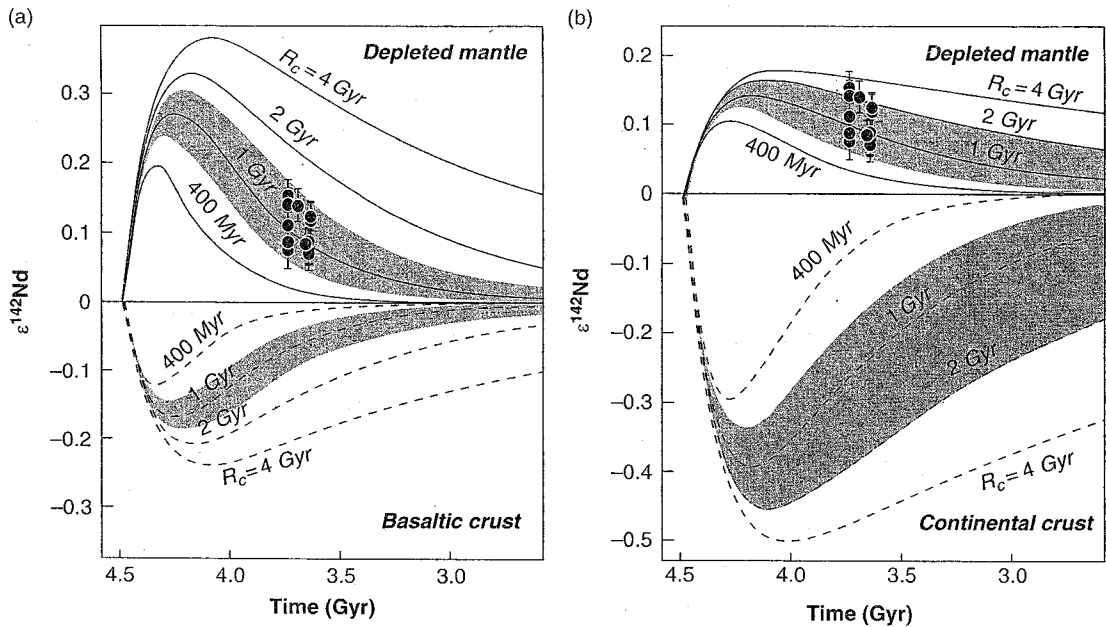 (a)
Depleted mantle
R_c = 4 Gyr
2 Gyr
1 Gyr
400 Myr
400 Myr
1 Gyr
2 Gyr
R_c = 4 Gyr
Basaltic crust
ε¹⁴²Nd
0.3
0.2
0.1
0
−0.1
−0.2
−0.3
4.5
4.0
3.5
3.0
Time (Gyr)
(b)
Depleted mantle
R_c = 4 Gyr
2 Gyr
1 Gyr
400 Myr
400 Myr
1 Gyr
2 Gyr
R_c = 4 Gyr
Continental crust
ε¹⁴²Nd
0.2
0.1
0
−0.1
−0.2
−0.3
−0.4
−0.5
4.5
4.0
3.5
3.0
Time (Gyr)